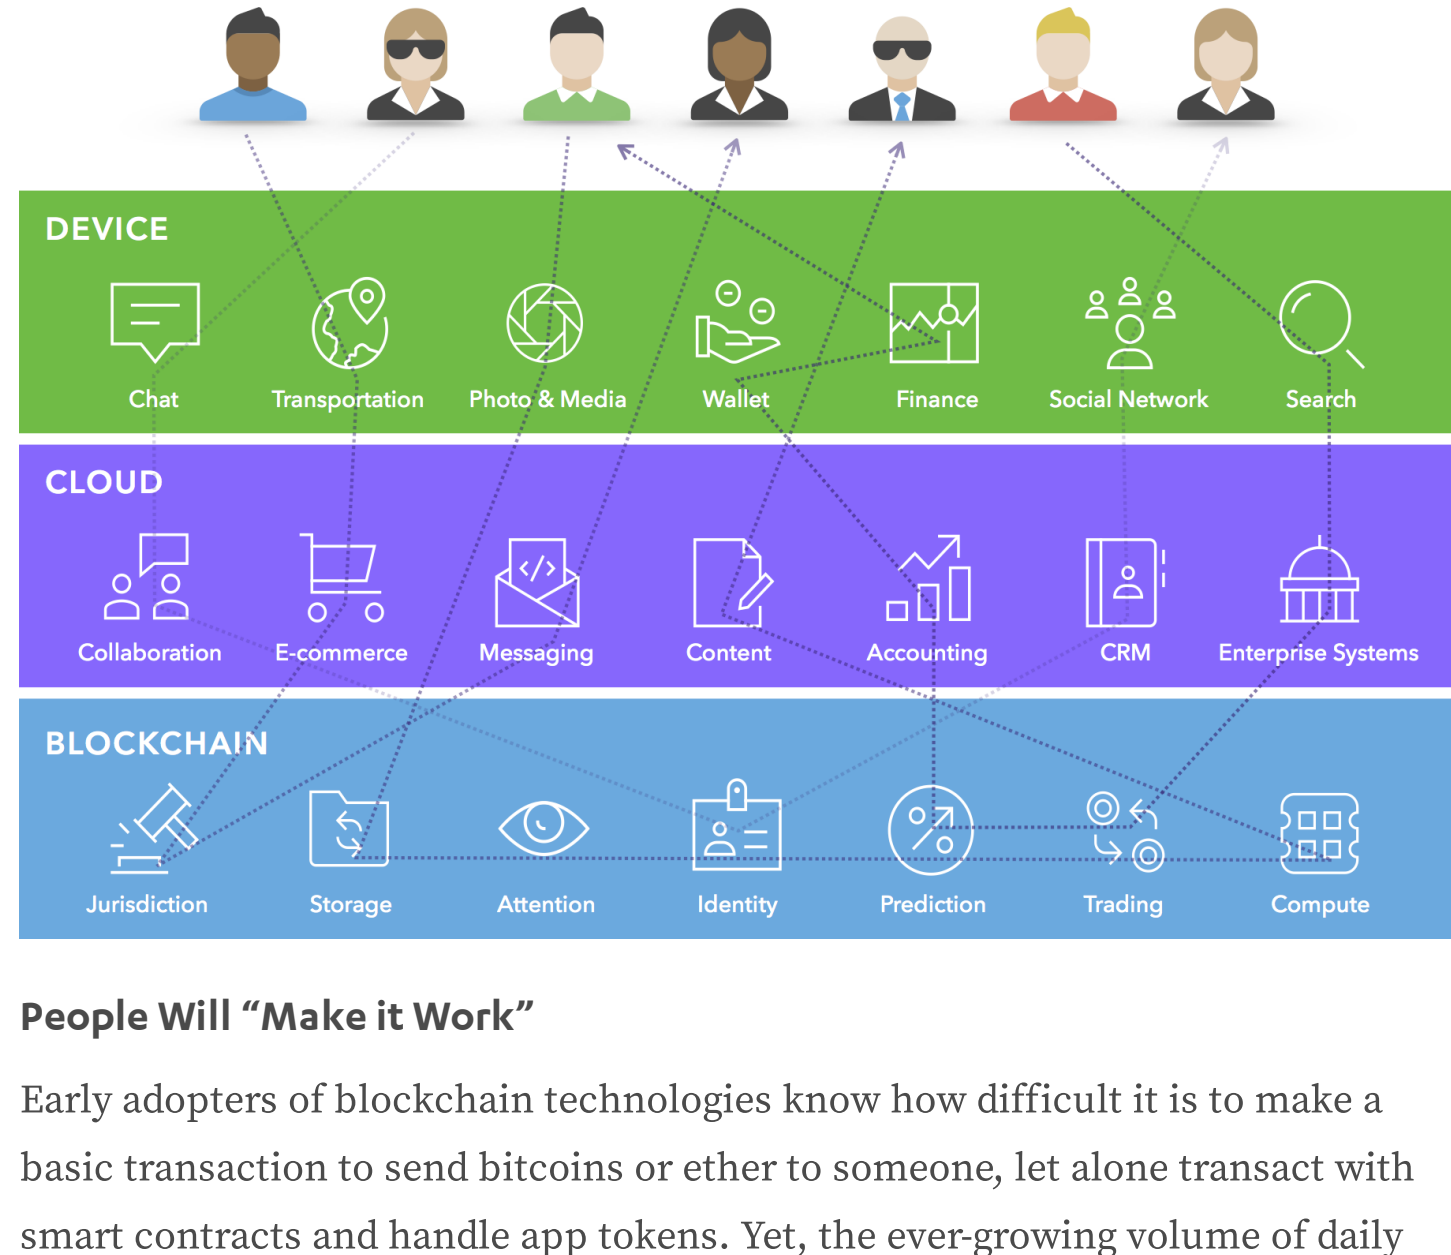 DEVICE
Chat Transportation Photo & Media Wallet Finance Social Network Search
CLOUD
</>
Collaboration E-commerce Messaging Content Accounting CRM Enterprise Systems
BLOCKCHAIN
%
Jurisdiction Storage Attention Identity Prediction Trading Compute
People Will “Make it Work”
Early adopters of blockchain technologies know how difficult it is to make a
basic transaction to send bitcoins or ether to someone, let alone transact with
smart contracts and handle app tokens. Yet, the ever-growing volume of daily